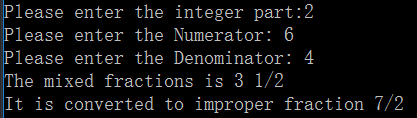 Please enter the integer part:2
Please enter the Numerator: 6
Please enter the Denominator: 4
The mixed fractions is 3 1/2
It is converted to improper fraction 7/2